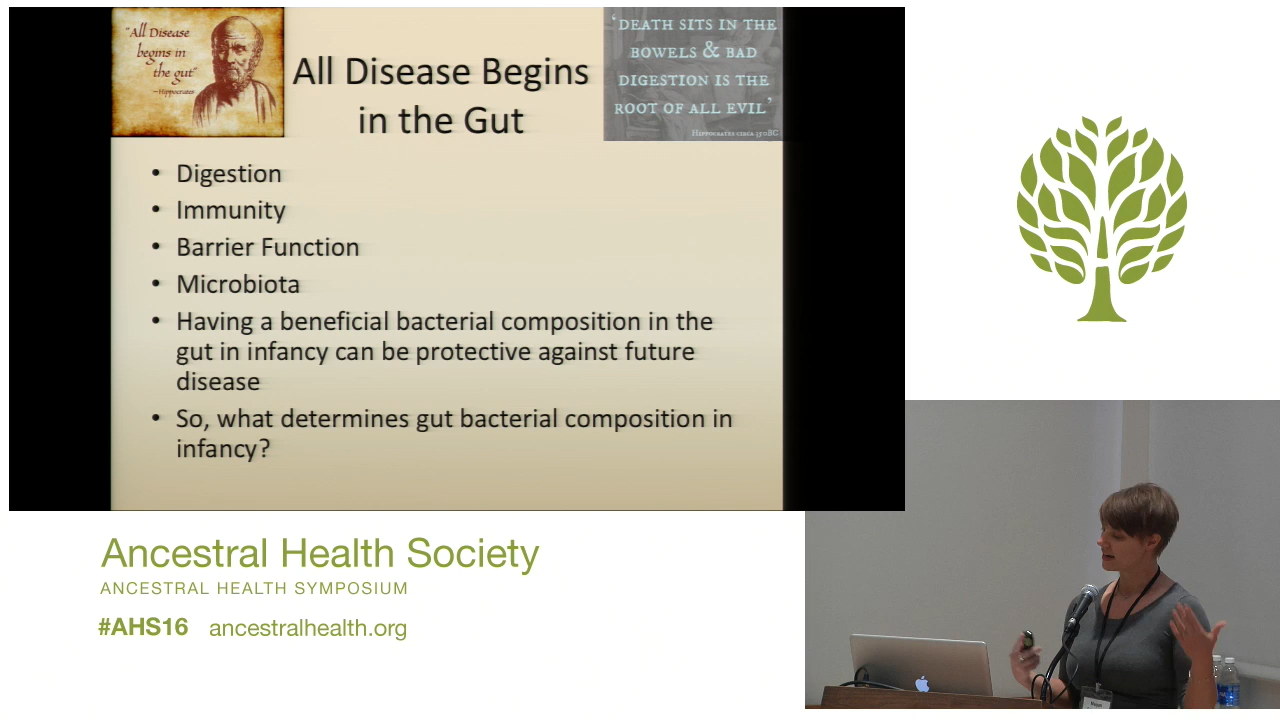 "All Disease
begins in
the gut"
~Hippocrates
All Disease Begins
in the Gut
'DEATH SITS IN THE
BOWELS & BAD
DIGESTION IS THE
ROOT OF ALL EVIL'
• Digestion
• Immunity
• Barrier Function
• Microbiota
• Having a beneficial bacterial composition in the
gut in infancy can be protective against future
disease
• So, what determines gut bacterial composition in
infancy?
Ancestral Health Society
ANCESTRAL HEALTH SYMPOSIUM
#AHS16 ancestralhealth.org